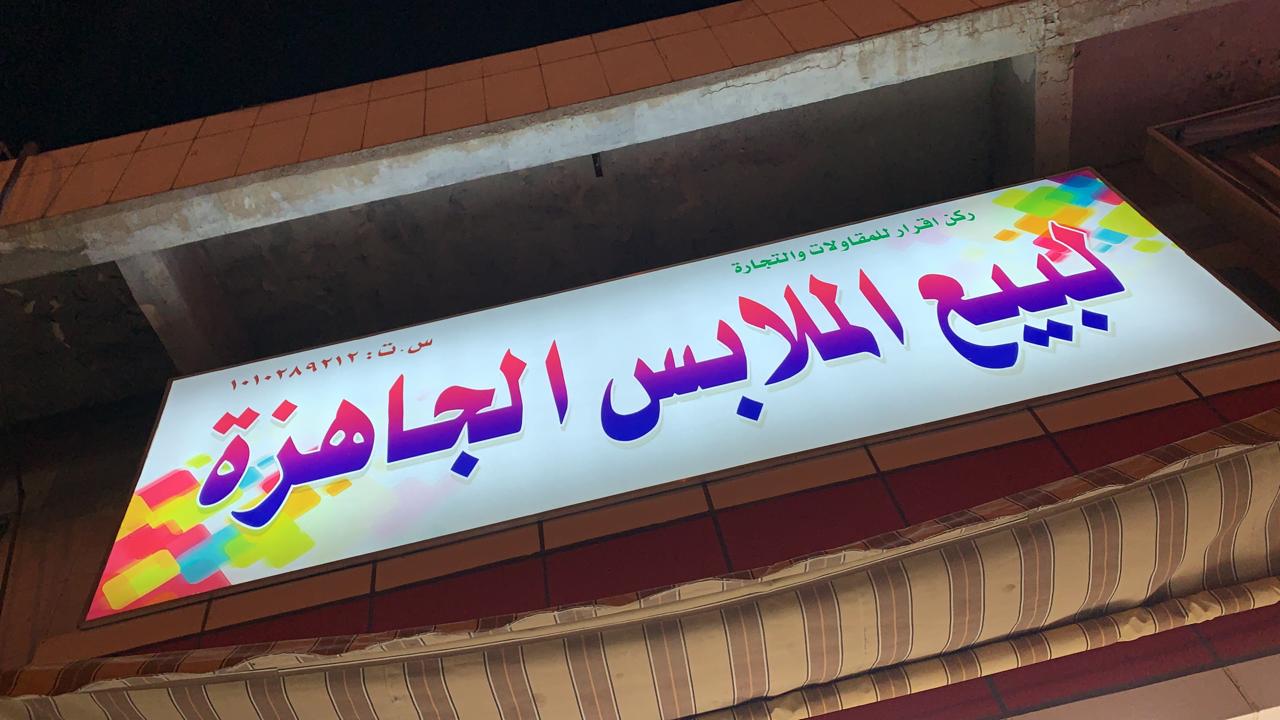 ركن اقرار للمقاولات والتجارة
لبيع الملابس الجاهزة
س.ت: ١٠١٠٢٨٩٢١٢